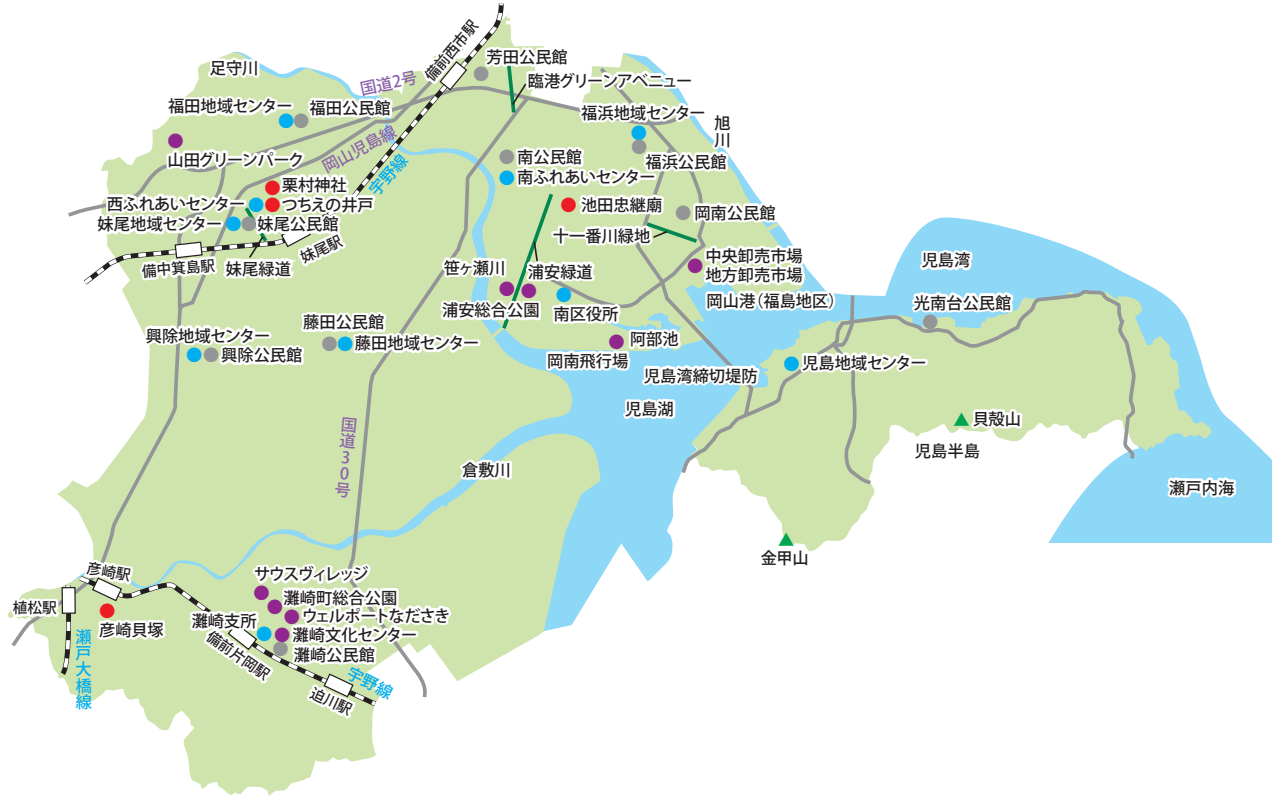 備前西市駅
芳田公民館
足守川
国道2号
臨港グリーンアベニュー
福田地域センター
福田公民館
福浜地域センター
旭川
山田グリーンパーク
岡山児島線
宇野線
南公民館
福浜公民館
南ふれあいセンター
栗村神社
西ふれあいセンター
つちえの井戸
池田忠継廟
岡南公民館
妹尾地域センター
妹尾公民館
十一番川緑地
妹尾駅
備中箕島駅
妹尾緑道
中央卸売市場
地方卸売市場
児島湾
笹ヶ瀬川
浦安緑道
岡山港(福島地区)
光南台公民館
浦安総合公園
南区役所
藤田公民館
興除地域センター
藤田地域センター
阿部池
興除公民館
岡南飛行場
児島地域センター
児島湾締切堤防
児島湖
貝殻山
国道30号
児島半島
倉敷川
瀬戸内海
金甲山
彦崎駅
サウスヴィレッジ
灘崎町総合公園
植松駅
ウェルポートなださき
彦崎貝塚
灘崎支所
灘崎文化センター
灘崎公民館
備前片岡駅
瀬戸大橋線
宇野線
迫川駅